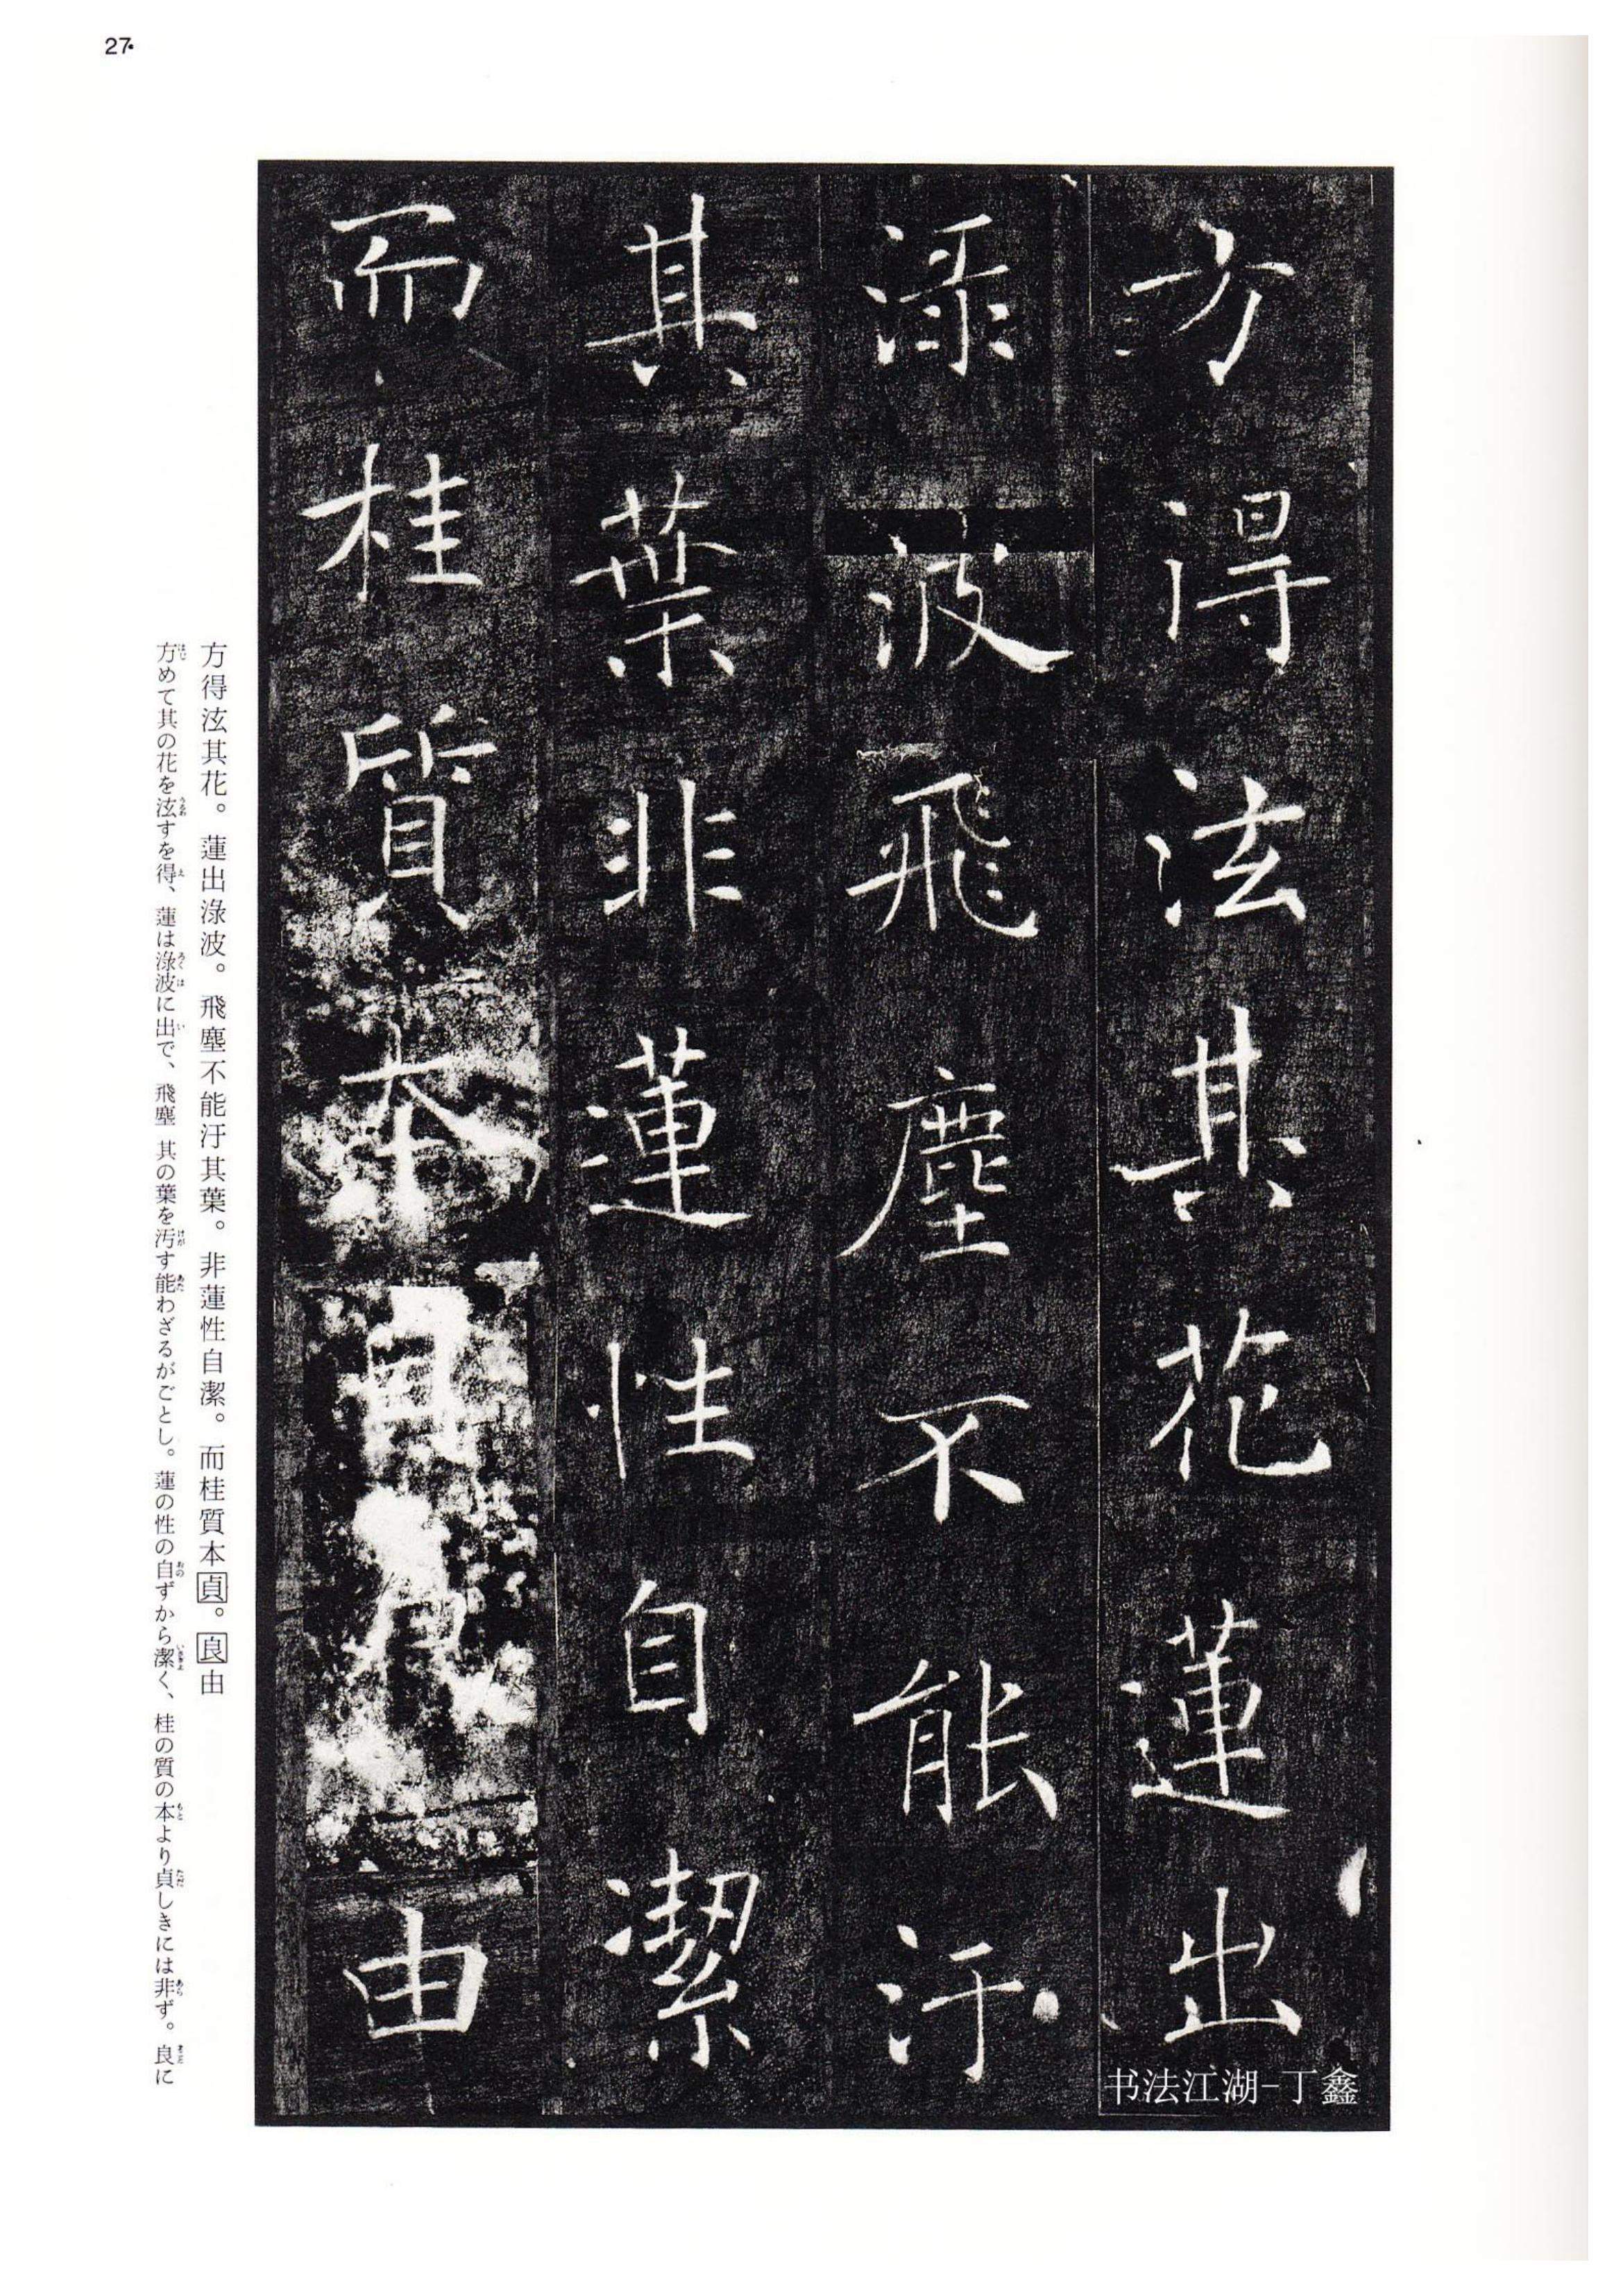 27
方得泫其花蓮出
淥波飛塵不能汙
其葉非蓮性自潔
而桂質本貞良由
书法江湖-丁鑫
方得泫其花。蓮出淥波。飛塵不能汙其葉。非蓮性自潔。而桂質本貞。良由
方めて其の花を泫すを得、蓮は淥波に出で、飛塵 其の葉を汚す能わざるがごとし。蓮の性の自ずから潔く、桂の質の本より貞しきには非ず。良に